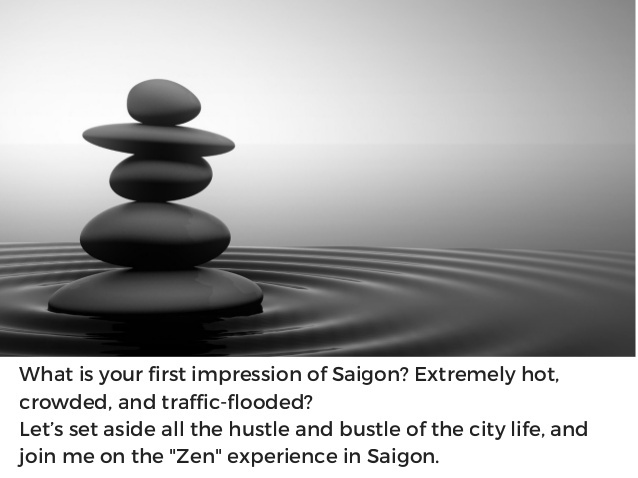 What is your first impression of Saigon? Extremely hot,
crowded, and traffic-flooded?
Let’s set aside all the hustle and bustle of the city life, and
join me on the "Zen" experience in Saigon.